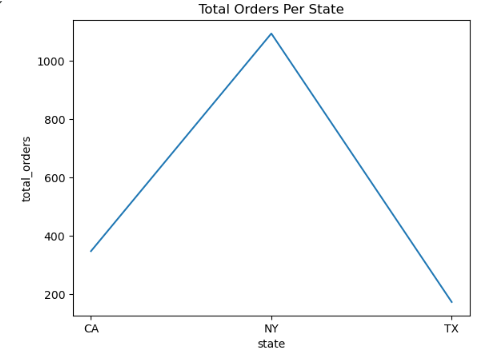 Total Orders Per State
total_orders
1000
800
600
400
200
CA NY TX
state